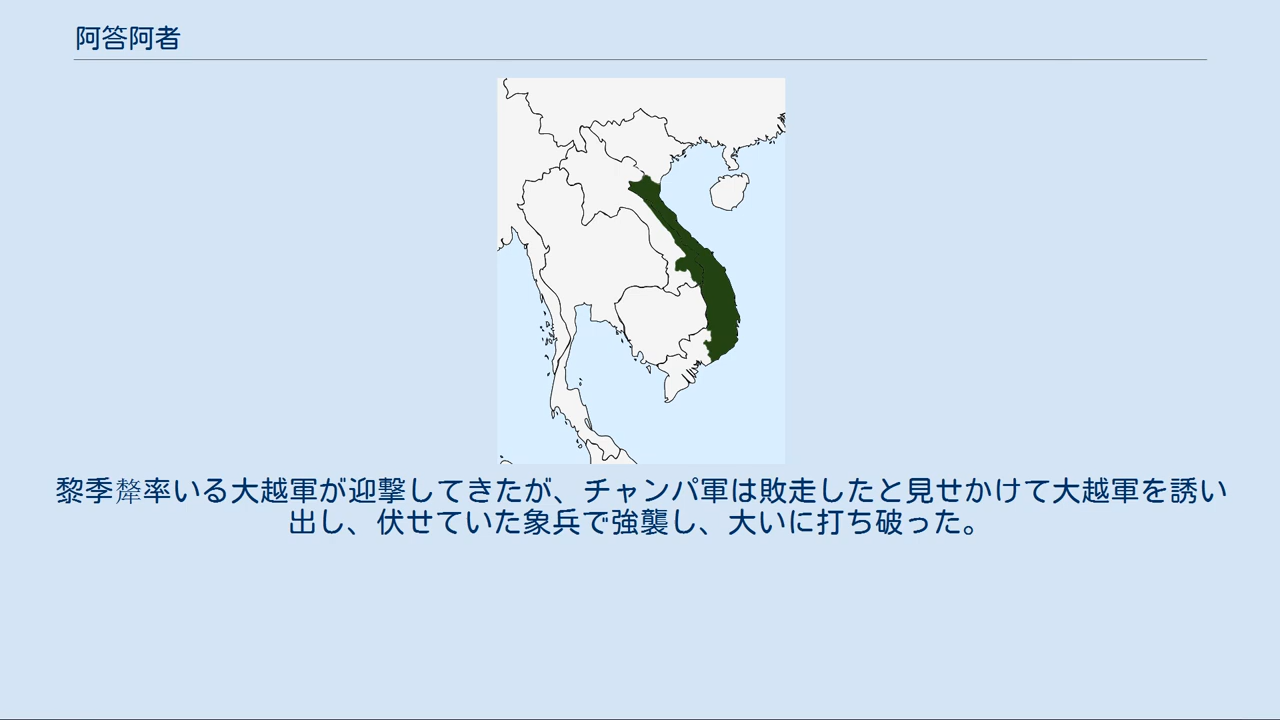 阿答阿者
黎季犛率いる大越軍が迎撃してきたが、チャンパ軍は敗走したと見せかけて大越軍を誘い
出し、伏せていた象兵で強襲し、大いに打ち破った。